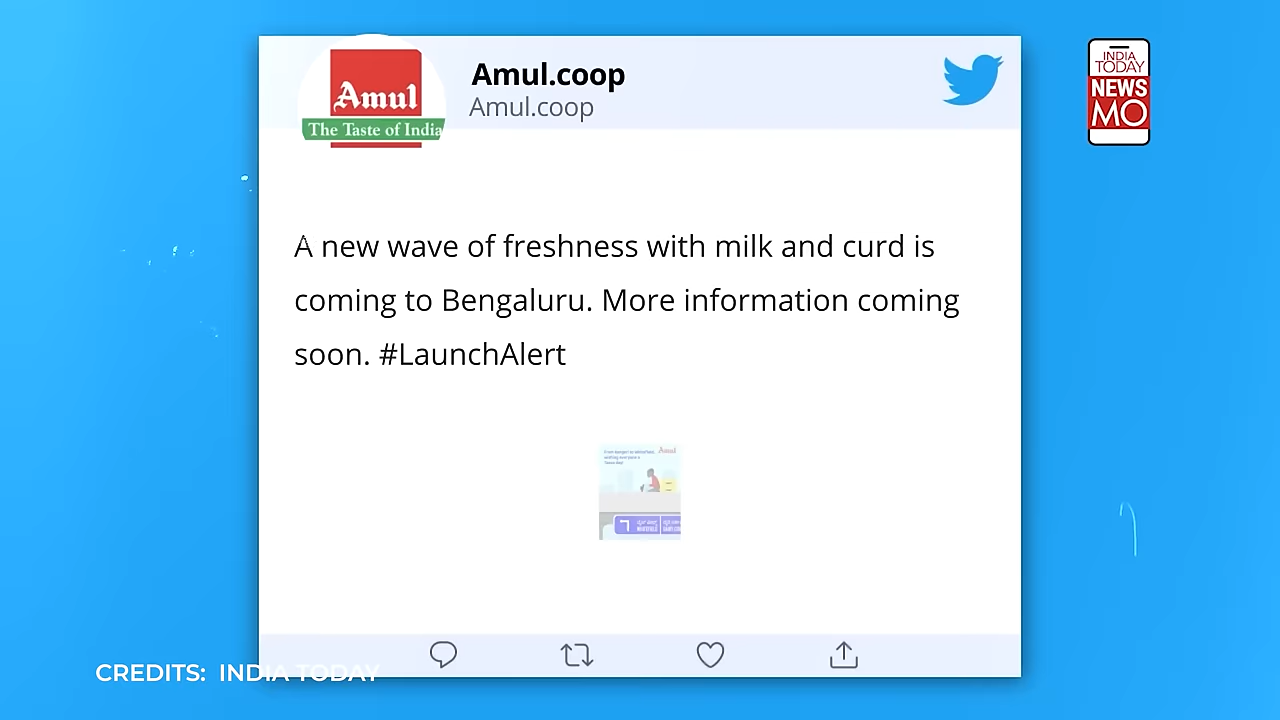 Amul
The Taste of India
Amul.coop
Amul.coop
INDIA
TODAY
NEWS
MO
A new wave of freshness with milk and curd is
coming to Bengaluru. More information coming
soon. #LaunchAlert
Amul
CREDITS: INDIA TODAY